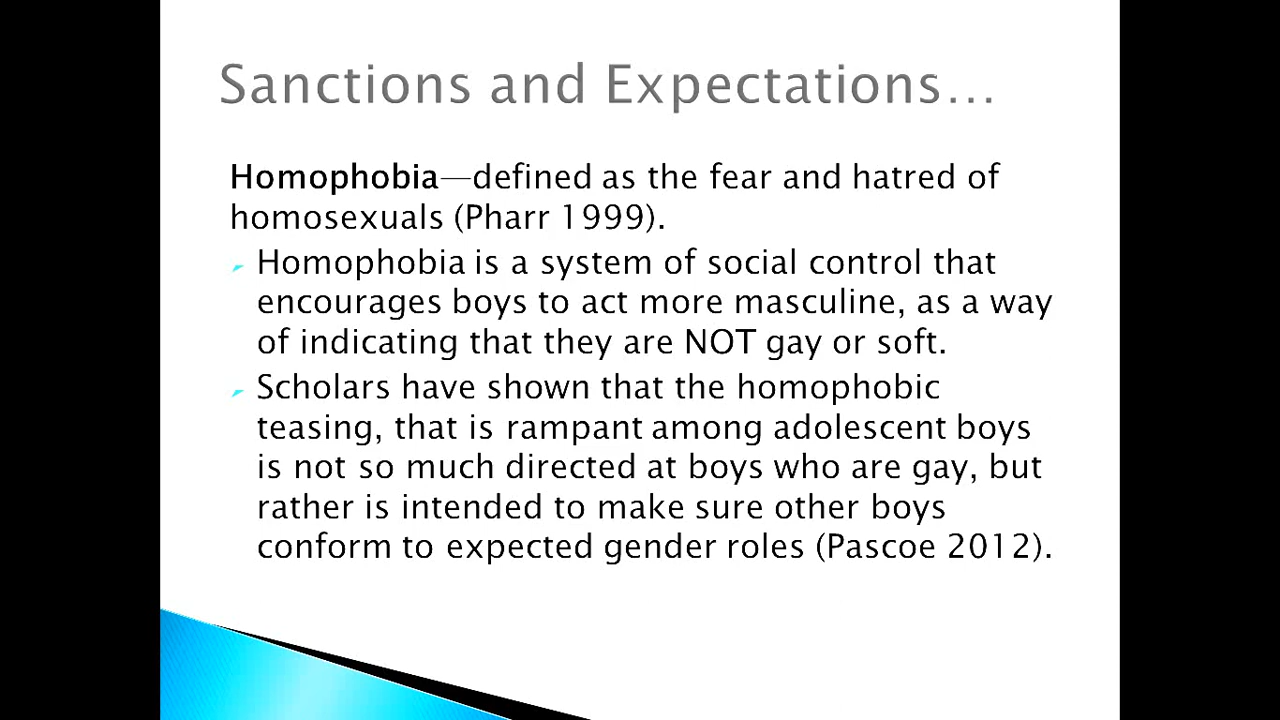 Sanctions and Expectations…
Homophobia—defined as the fear and hatred of
homosexuals (Pharr 1999).
Homophobia is a system of social control that
encourages boys to act more masculine, as a way
of indicating that they are NOT gay or soft.
Scholars have shown that the homophobic
teasing, that is rampant among adolescent boys
is not so much directed at boys who are gay, but
rather is intended to make sure other boys
conform to expected gender roles (Pascoe 2012).